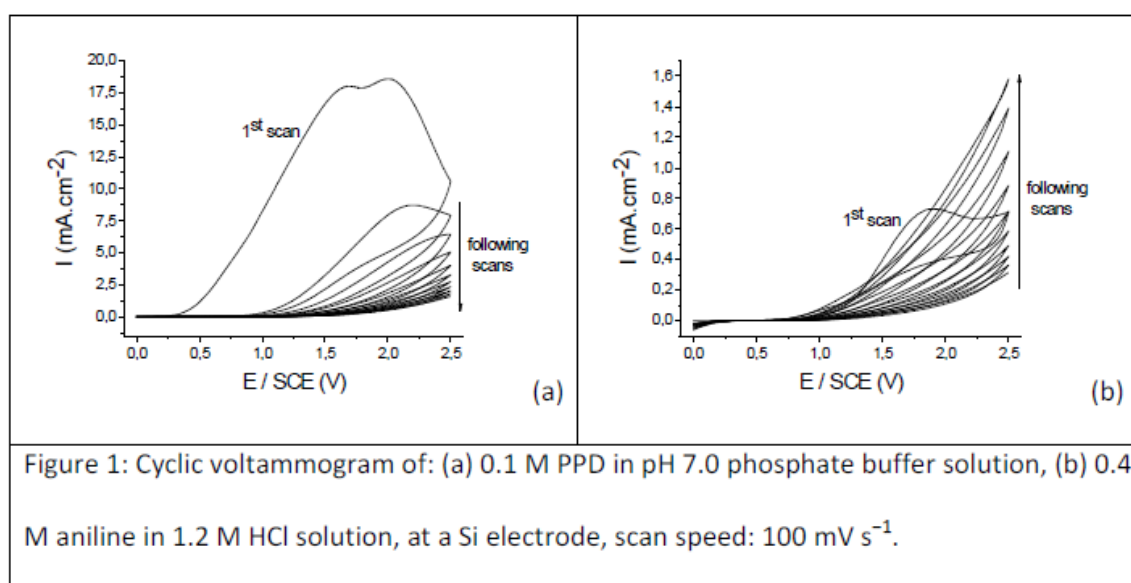 20,0
17,5
15,0
12,5
10,0
7,5
5,0
2,5
0,0
I (mA.cm⁻²)
1st scan
following
scans
0,0 0,5 1,0 1,5 2,0 2,5
E / SCE (V)
(a)
1,6
1,4
1,2
1,0
0,8
0,6
0,4
0,2
0,0
I (mA.cm⁻²)
1st scan
following
scans
0,0 0,5 1,0 1,5 2,0 2,5
E / SCE (V)
(b)
Figure 1: Cyclic voltammogram of: (a) 0.1 M PPD in pH 7.0 phosphate buffer solution, (b) 0.4
M aniline in 1.2 M HCl solution, at a Si electrode, scan speed: 100 mV s⁻¹.